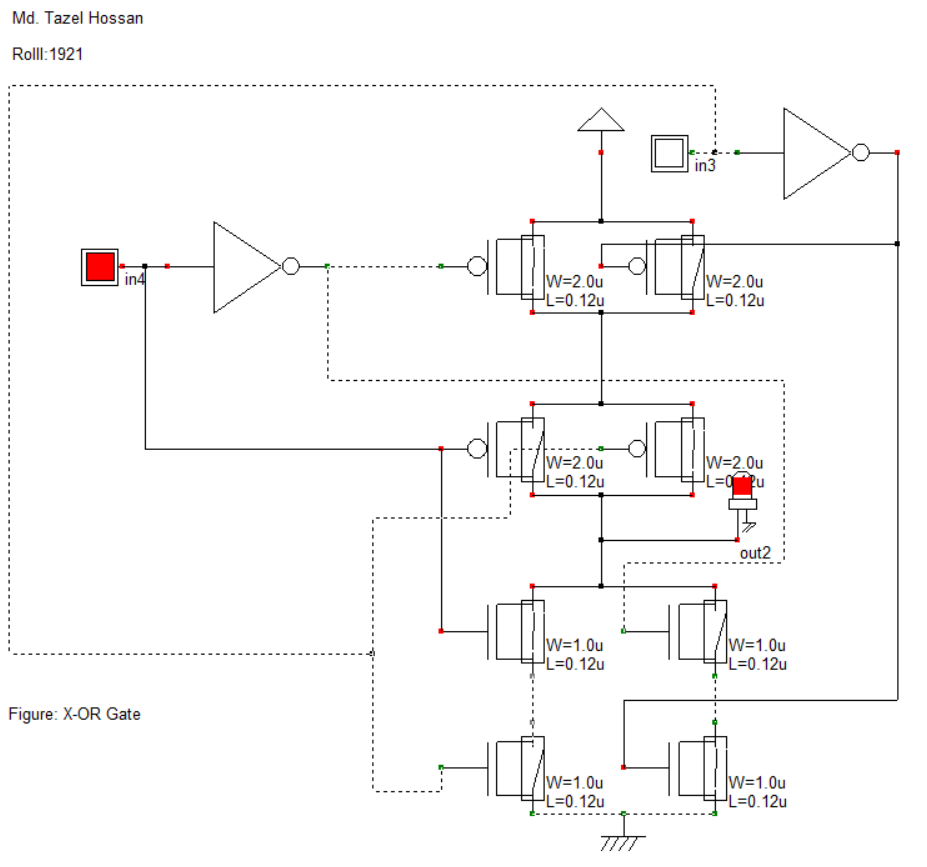 Md. Tazel Hossan
Rolll:1921
in3
in4
W=2.0u
L=0.12u
W=2.0u
L=0.12u
W=2.0u
L=0.12u
W=2.0u
L=0.12u
out2
W=1.0u
L=0.12u
W=1.0u
L=0.12u
Figure: X-OR Gate
W=1.0u
L=0.12u
W=1.0u
L=0.12u